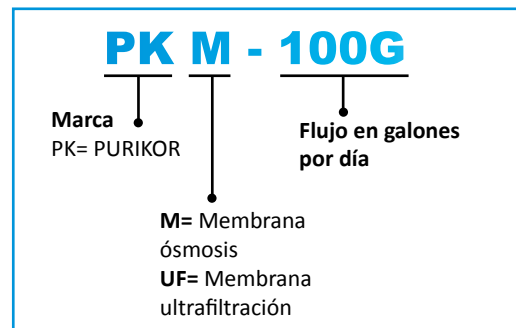 PK M - 100G
Marca
PK= PURIKOR
Flujo en galones
por día
M= Membrana
ósmosis
UF= Membrana
ultrafiltración